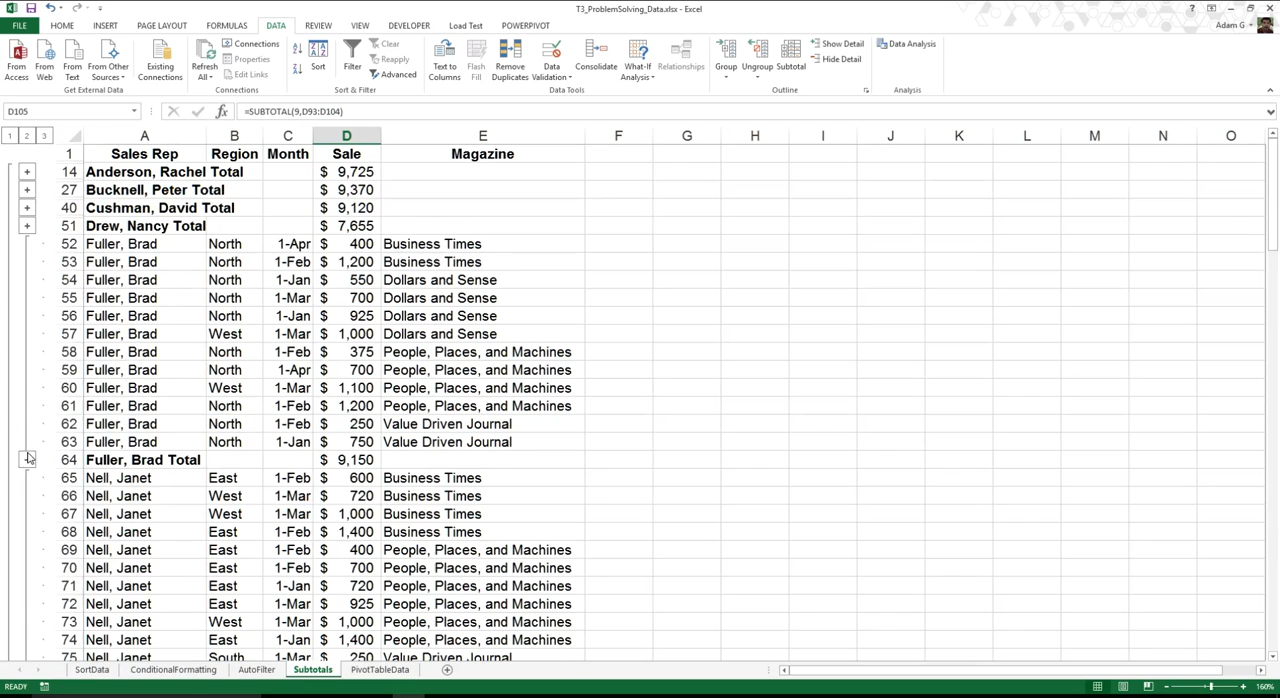 T3_ProblemSolving_Data.xlsx - Excel
FILE HOME INSERT PAGE LAYOUT FORMULAS DATA REVIEW VIEW DEVELOPER Load Test POWERPIVOT Adam G
From Access From Web From Text From Other Sources Existing Connections Refresh All Connections Properties Edit Links Sort Filter Clear Reapply Advanced Text to Columns Flash Fill Remove Duplicates Data Validation Consolidate What-If Analysis Relationships Group Ungroup Subtotal Show Detail Hide Detail Data Analysis
Get External Data Connections Sort & Filter Data Tools Outline Analysis
D105 fx =SUBTOTAL(9,D93:D104)
1 2 3 A B C D E F G H I J K L M N O
1 Sales Rep Region Month Sale Magazine
14 Anderson, Rachel Total $ 9,725
27 Bucknell, Peter Total $ 9,370
40 Cushman, David Total $ 9,120
51 Drew, Nancy Total $ 7,655
52 Fuller, Brad North 1-Apr $ 400 Business Times
53 Fuller, Brad North 1-Feb $ 1,200 Business Times
54 Fuller, Brad North 1-Jan $ 550 Dollars and Sense
55 Fuller, Brad North 1-Mar $ 700 Dollars and Sense
56 Fuller, Brad North 1-Jan $ 925 Dollars and Sense
57 Fuller, Brad West 1-Mar $ 1,000 Dollars and Sense
58 Fuller, Brad North 1-Feb $ 375 People, Places, and Machines
59 Fuller, Brad North 1-Apr $ 700 People, Places, and Machines
60 Fuller, Brad West 1-Mar $ 1,100 People, Places, and Machines
61 Fuller, Brad North 1-Feb $ 1,200 People, Places, and Machines
62 Fuller, Brad North 1-Feb $ 250 Value Driven Journal
63 Fuller, Brad North 1-Jan $ 750 Value Driven Journal
64 Fuller, Brad Total $ 9,150
65 Nell, Janet East 1-Feb $ 600 Business Times
66 Nell, Janet West 1-Mar $ 720 Business Times
67 Nell, Janet West 1-Mar $ 1,000 Business Times
68 Nell, Janet East 1-Feb $ 1,400 Business Times
69 Nell, Janet East 1-Feb $ 400 People, Places, and Machines
70 Nell, Janet East 1-Feb $ 700 People, Places, and Machines
71 Nell, Janet East 1-Jan $ 720 People, Places, and Machines
72 Nell, Janet East 1-Mar $ 925 People, Places, and Machines
73 Nell, Janet West 1-Mar $ 1,000 People, Places, and Machines
74 Nell, Janet East 1-Jan $ 1,400 People, Places, and Machines
75 Nell, Janet South 1-Mar $ 250 Value Driven Journal
SortData ConditionalFormatting AutoFilter Subtotals PivotTableData
READY 160%